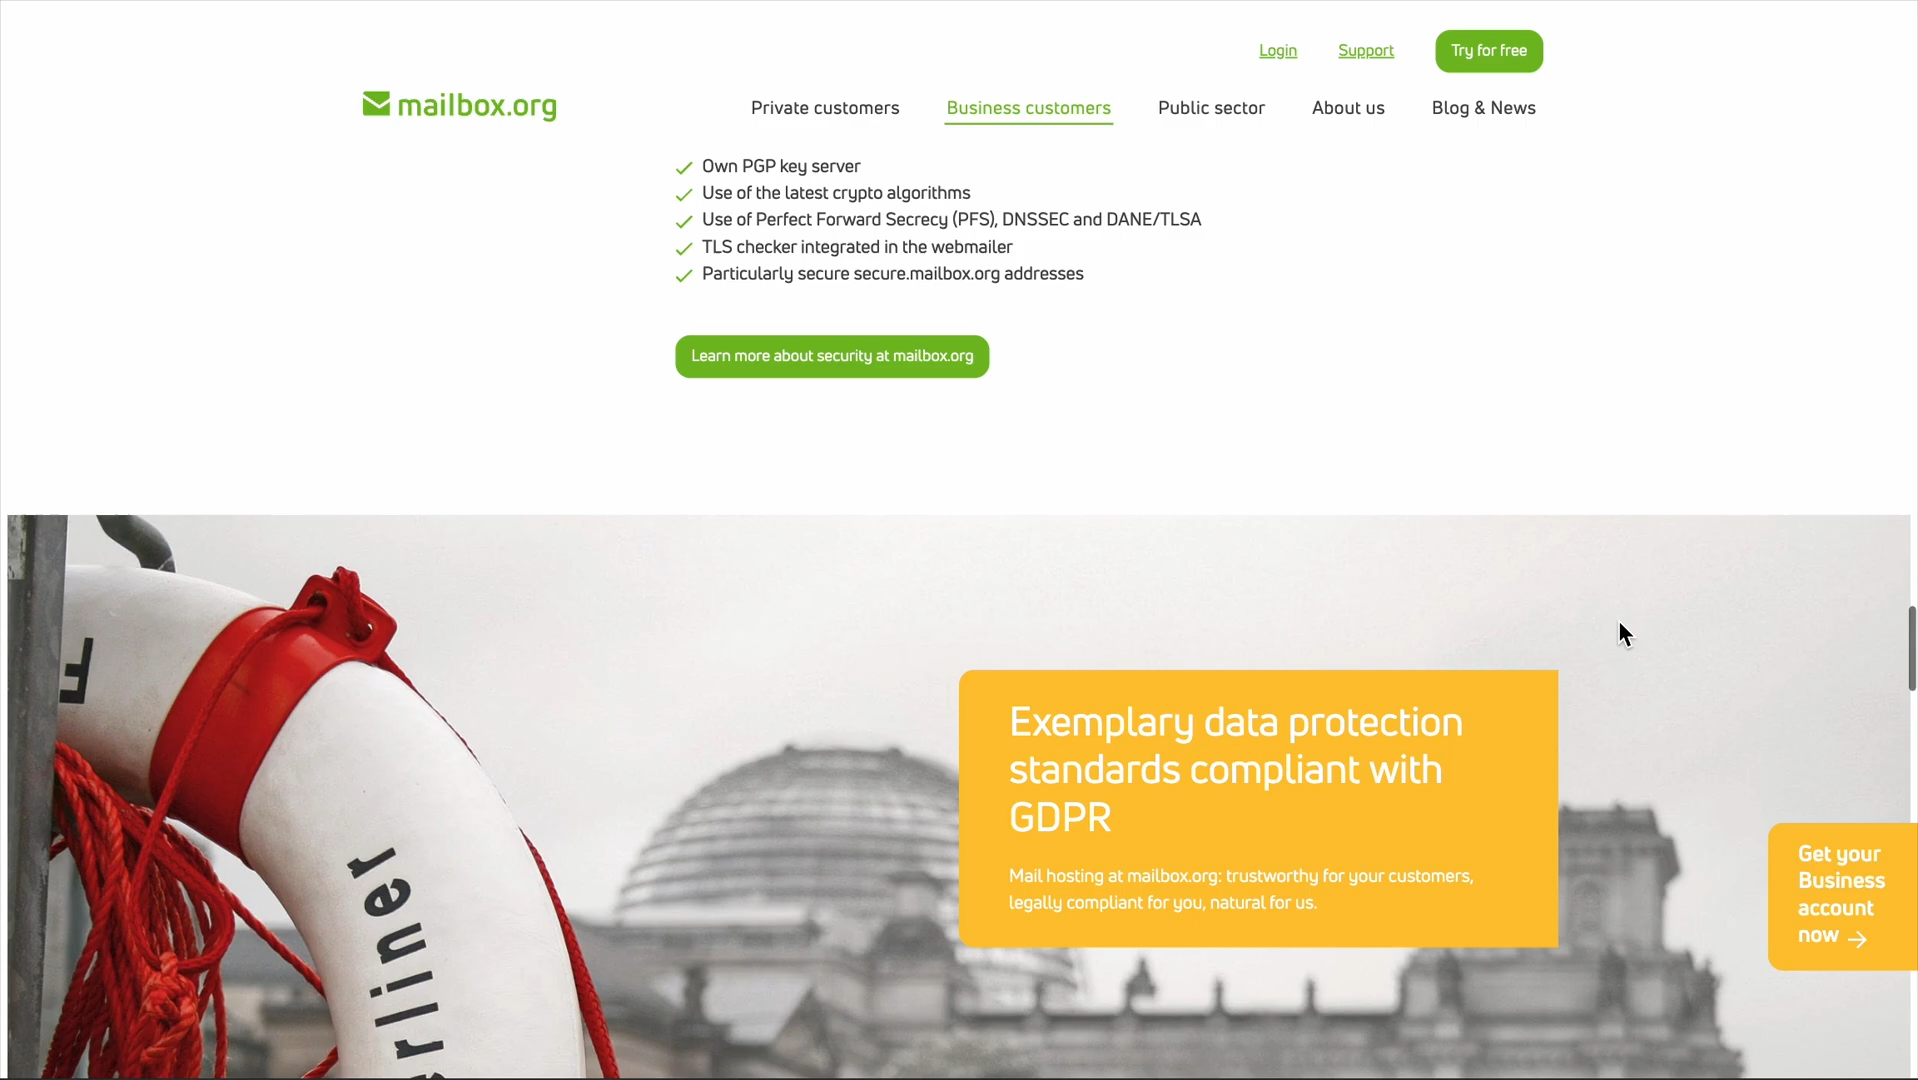 Login Support Try for free
mailbox.org
Private customers Business customers Public sector About us Blog & News
Own PGP key server
Use of the latest crypto algorithms
Use of Perfect Forward Secrecy (PFS), DNSSEC and DANE/TLSA
TLS checker integrated in the webmailer
Particularly secure secure.mailbox.org addresses
Learn more about security at mailbox.org
Exemplary data protection
standards compliant with
GDPR
Mail hosting at mailbox.org: trustworthy for your customers,
legally compliant for you, natural for us.
Get your
Business
account
now →
F
erliner